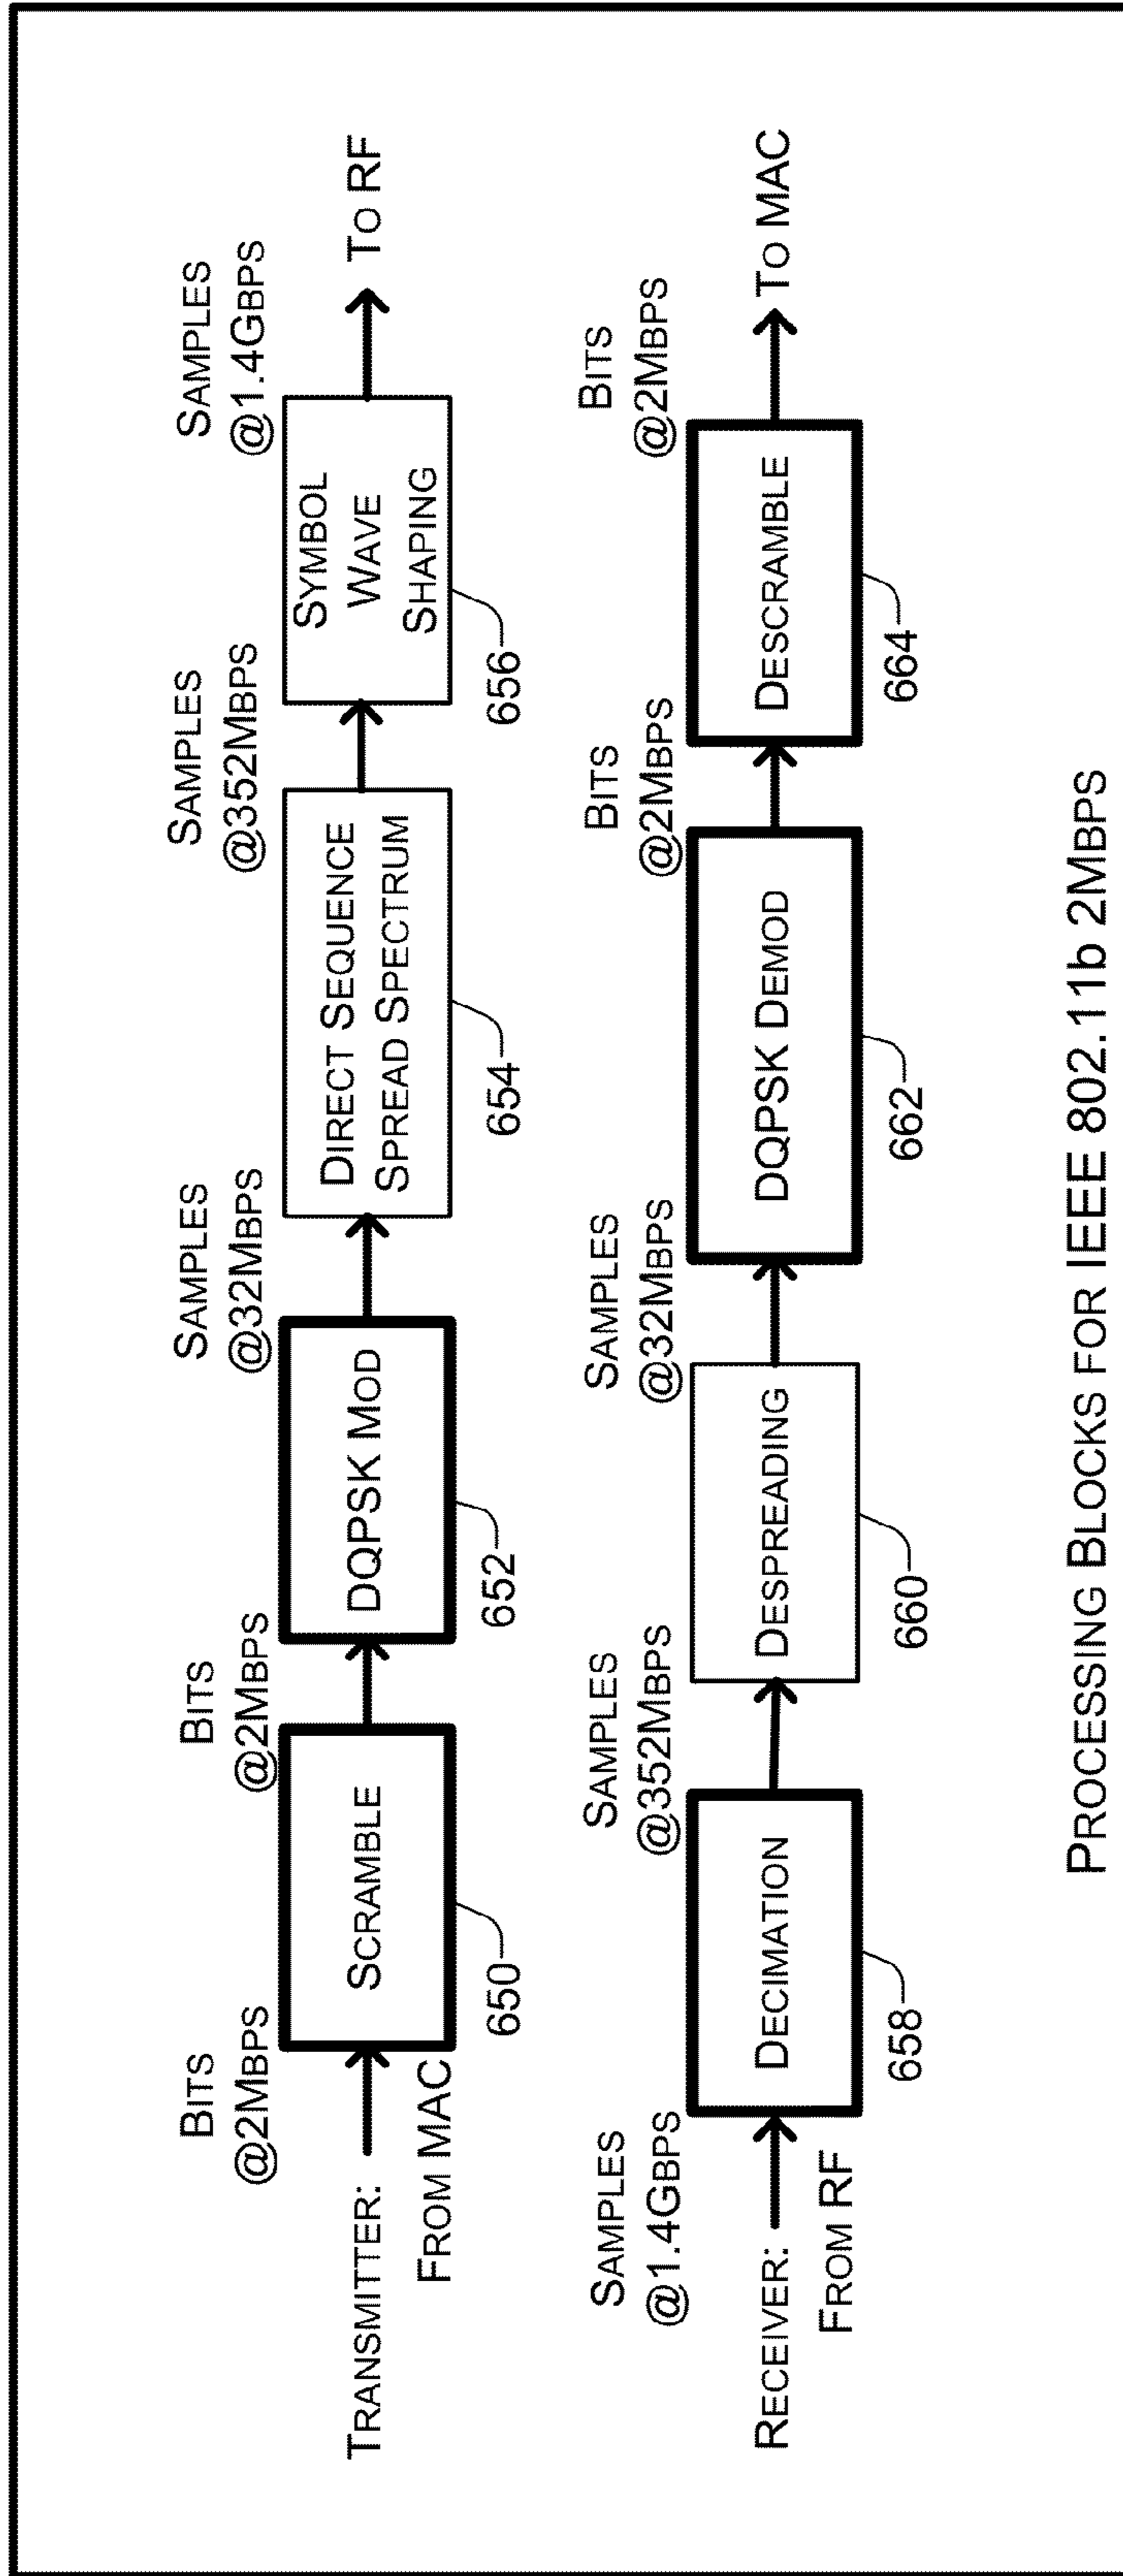 BITS
@2MBPS
BITS
@2MBPS
SAMPLES
@32MBPS
SAMPLES
@352MBPS
SAMPLES
@1.4GBPS
TRANSMITTER:
FROM MAC
SCRAMBLE
DQPSK MOD
DIRECT SEQUENCE
SPREAD SPECTRUM
SYMBOL
WAVE
SHAPING
TO RF
650
652
654
656
SAMPLES
@1.4GBPS
SAMPLES
@352MBPS
SAMPLES
@32MBPS
BITS
@2MBPS
BITS
@2MBPS
RECEIVER:
FROM RF
DECIMATION
DESPREADING
DQPSK DEMOD
DESCRAMBLE
TO MAC
658
660
662
664
PROCESSING BLOCKS FOR IEEE 802.11b 2MBPS